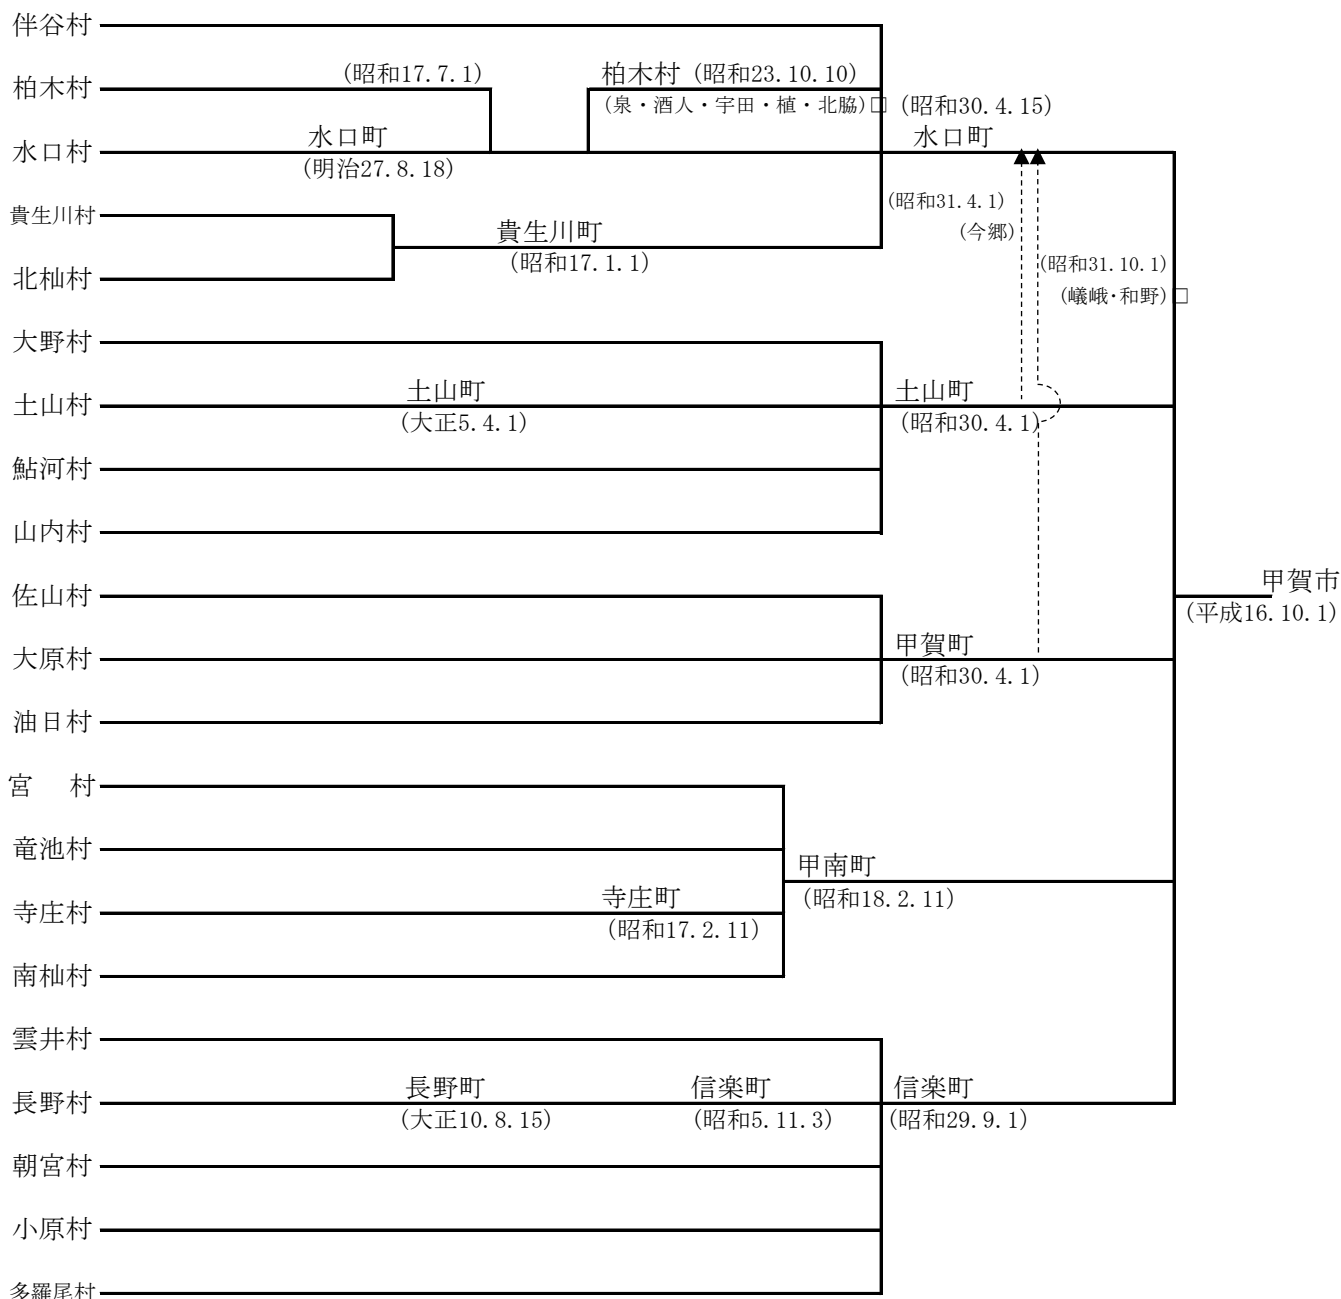 伴谷村
柏木村
(昭和17.7.1)
柏木村 (昭和23.10.10)
(泉・酒人・宇田・植・北脇)□
(昭和30.4.15)
水口村
水口町
(明治27.8.18)
水口町
貴生川村
北杣村
貴生川町
(昭和17.1.1)
(昭和31.4.1)
(今郷)
(昭和31.10.1)
(嶬峨・和野)□
大野村
土山村
土山町
(大正5.4.1)
土山町
(昭和30.4.1)
鮎河村
山内村
佐山村
大原村
甲賀町
(昭和30.4.1)
油日村
甲賀市
(平成16.10.1)
宮 村
竜池村
寺庄村
寺庄町
(昭和17.2.11)
甲南町
(昭和18.2.11)
南杣村
雲井村
長野村
長野町
(大正10.8.15)
信楽町
(昭和5.11.3)
信楽町
(昭和29.9.1)
朝宮村
小原村
多羅尾村